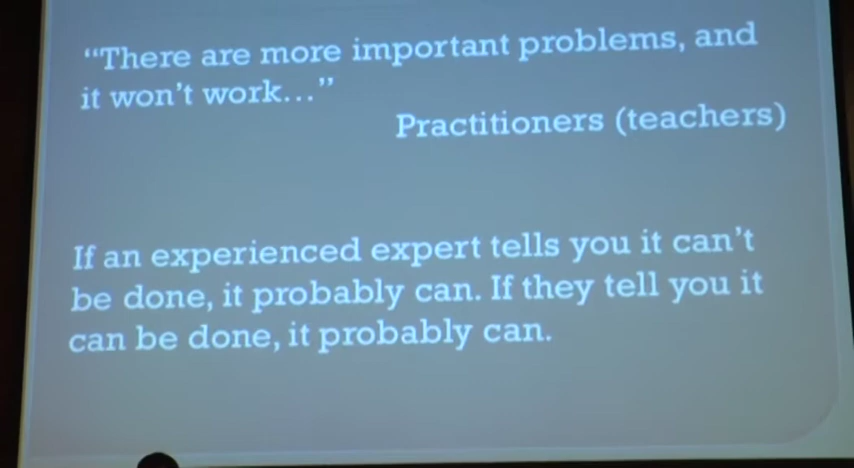 “There are more important problems, and
it won’t work...”
Practitioners (teachers)
If an experienced expert tells you it can’t
be done, it probably can. If they tell you it
can be done, it probably can.